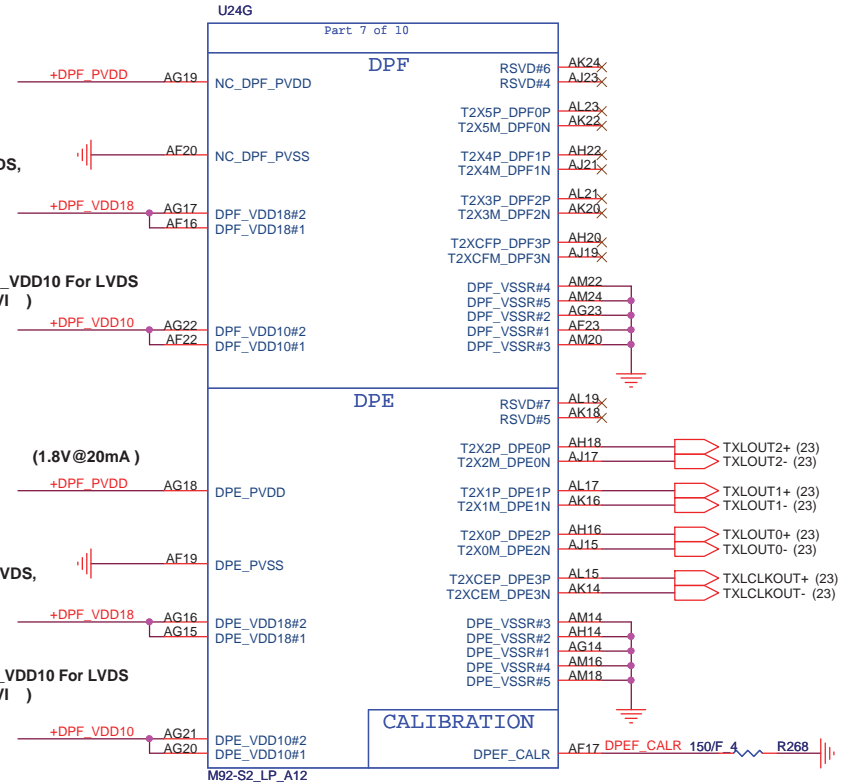 U24G
Part 7 of 10
DPF
+DPF_PVDD AG19 NC_DPF_PVDD
RSVD#6 AK24
RSVD#4 AJ23
T2X5P_DPF0P AL23
T2X5M_DPF0N AK22
AF20 NC_DPF_PVSS
T2X4P_DPF1P AH22
T2X4M_DPF1N AJ21
DS,
+DPF_VDD18 AG17 DPF_VDD18#2
AF16 DPF_VDD18#1
T2X3P_DPF2P AL21
T2X3M_DPF2N AK20
T2XCFP_DPF3P AH20
T2XCFM_DPF3N AJ19
_VDD10 For LVDS
VI )
DPF_VSSR#4 AM22
DPF_VSSR#5 AM24
DPF_VSSR#2 AG23
DPF_VSSR#1 AF23
DPF_VSSR#3 AM20
+DPF_VDD10 AG22 DPF_VDD10#2
AF22 DPF_VDD10#1
DPE
RSVD#7 AL19
RSVD#5 AK18
T2X2P_DPE0P AH18 TXLOUT2+ (23)
T2X2M_DPE0N AJ17 TXLOUT2- (23)
(1.8V@20mA )
+DPF_PVDD AG18 DPE_PVDD
T2X1P_DPE1P AL17 TXLOUT1+ (23)
T2X1M_DPE1N AK16 TXLOUT1- (23)
T2X0P_DPE2P AH16 TXLOUT0+ (23)
T2X0M_DPE2N AJ15 TXLOUT0- (23)
AF19 DPE_PVSS
VDS,
T2XCEP_DPE3P AL15 TXLCLKOUT+ (23)
T2XCEM_DPE3N AK14 TXLCLKOUT- (23)
+DPF_VDD18 AG16 DPE_VDD18#2
AG15 DPE_VDD18#1
DPE_VSSR#3 AM14
DPE_VSSR#2 AH14
DPE_VSSR#1 AG14
DPE_VSSR#4 AM16
DPE_VSSR#5 AM18
_VDD10 For LVDS
VI )
CALIBRATION
+DPF_VDD10 AG21 DPE_VDD10#2
AG20 DPE_VDD10#1
DPEF_CALR AF17 DPEF_CALR 150/F_4 R268
M92-S2_LP_A12